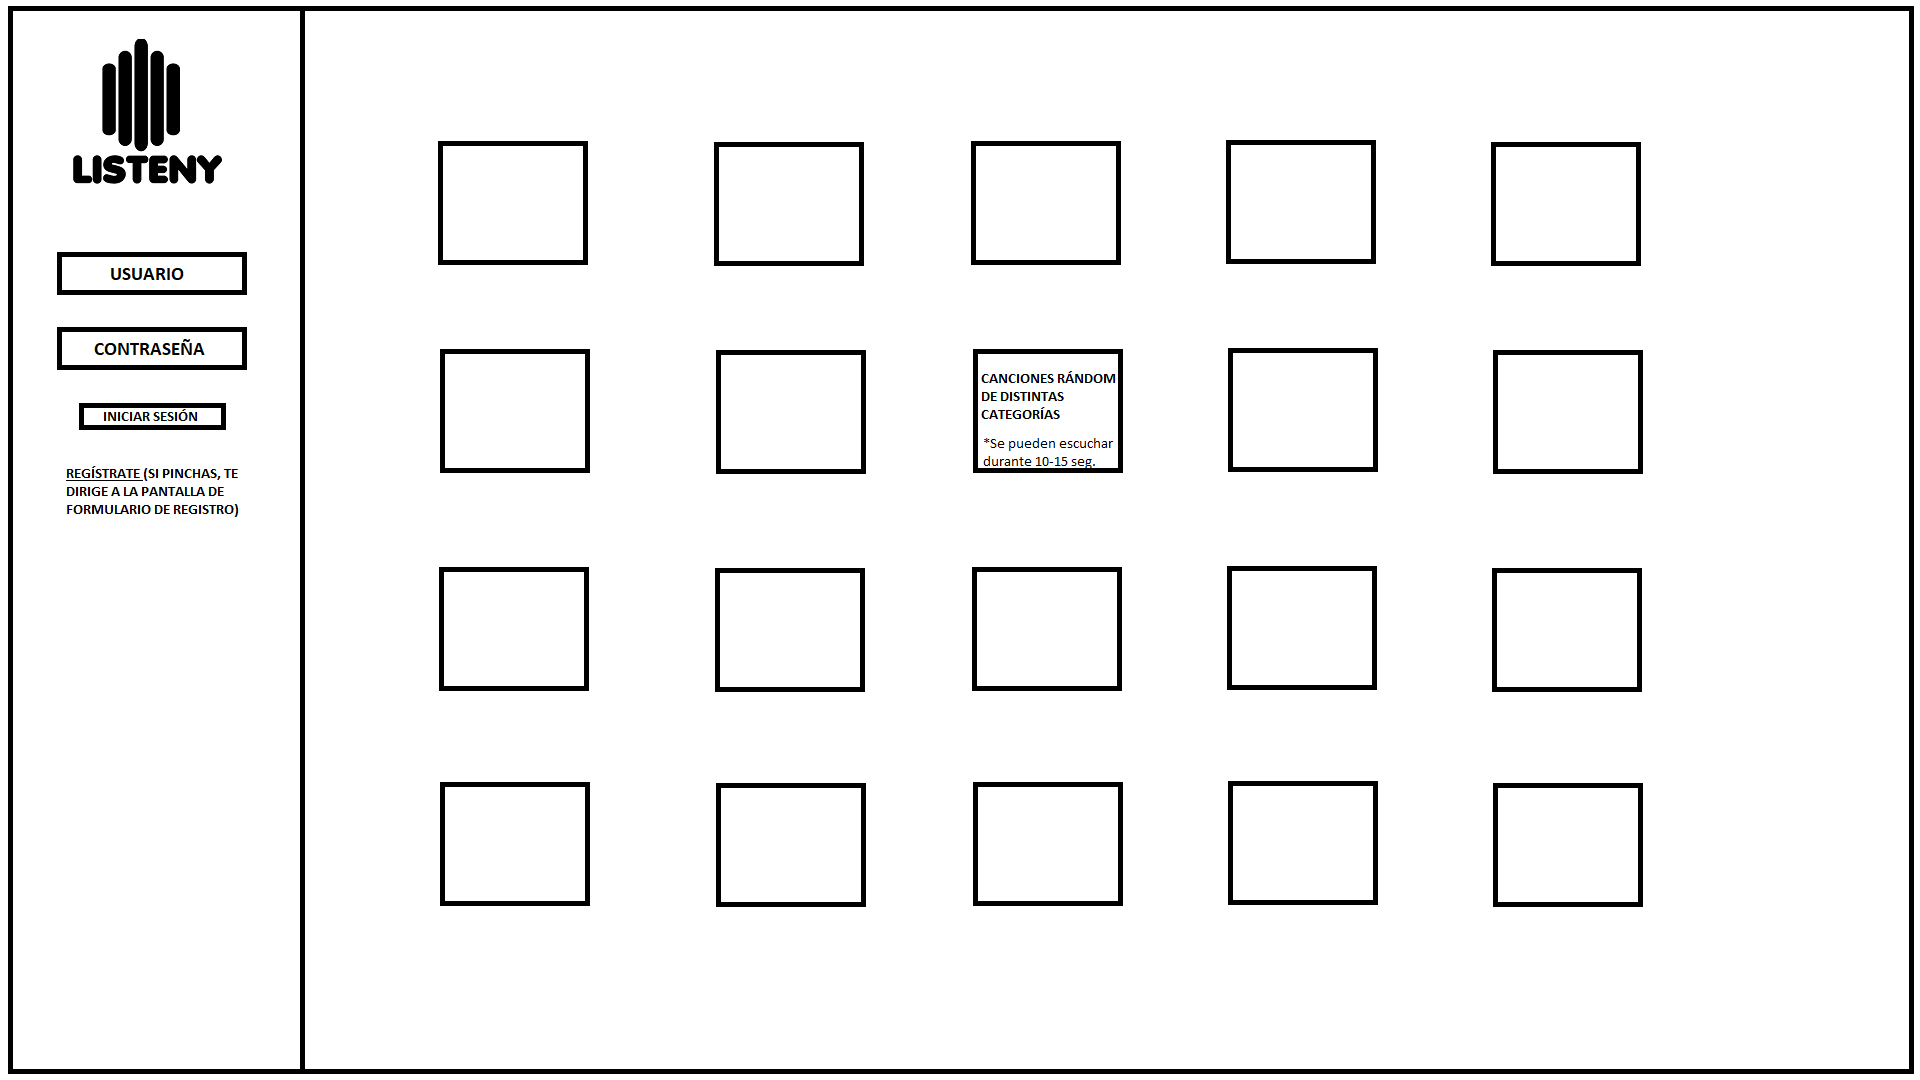 LISTENY
USUARIO
CONTRASEÑA
INICIAR SESIÓN
REGÍSTRATE (SI PINCHAS, TE
DIRIGE A LA PANTALLA DE
FORMULARIO DE REGISTRO)
CANCIONES RÁNDOM
DE DISTINTAS
CATEGORÍAS
*Se pueden escuchar
durante 10-15 seg.